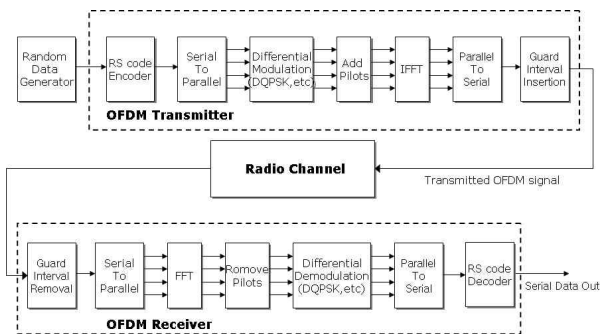 Random
Data
Generator
RS code
Encoder
Serial
To
Parallel
Differential
Modulation
(DQPSK,etc)
Add
Pilots
IFFT
Parallel
To
Serial
Guard
Interval
Insertion
OFDM Transmitter
Radio Channel
Transmitted OFDM signal
Guard
Interval
Removal
Serial
To
Parallel
FFT
Romove
Pilots
Differential
Demodulation
(DQPSK,etc)
Parallel
To
Serial
RS code
Decoder
Serial Data Out
OFDM Receiver